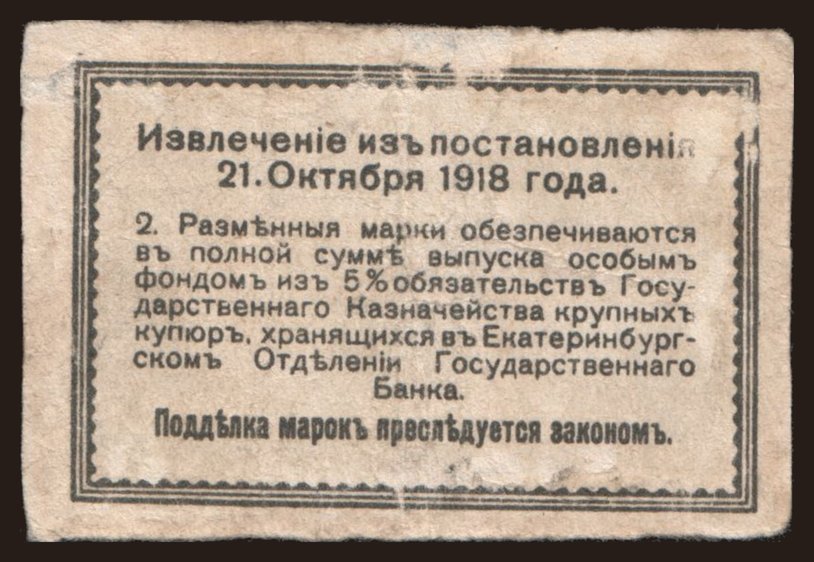 Извлеченіе изъ постановленія
21. Октября 1918 года.
2. Размѣнныя марки обезпечиваются
въ полной суммѣ выпуска особымъ
фондомъ изъ 5% обязательствъ Госу-
дарственнаго Казначейства крупныхъ
купюръ, хранящихся въ Екатеринбург-
скомъ Отдѣленіи Государственнаго
Банка.
Поддѣлка марокъ преслѣдуется закономъ.